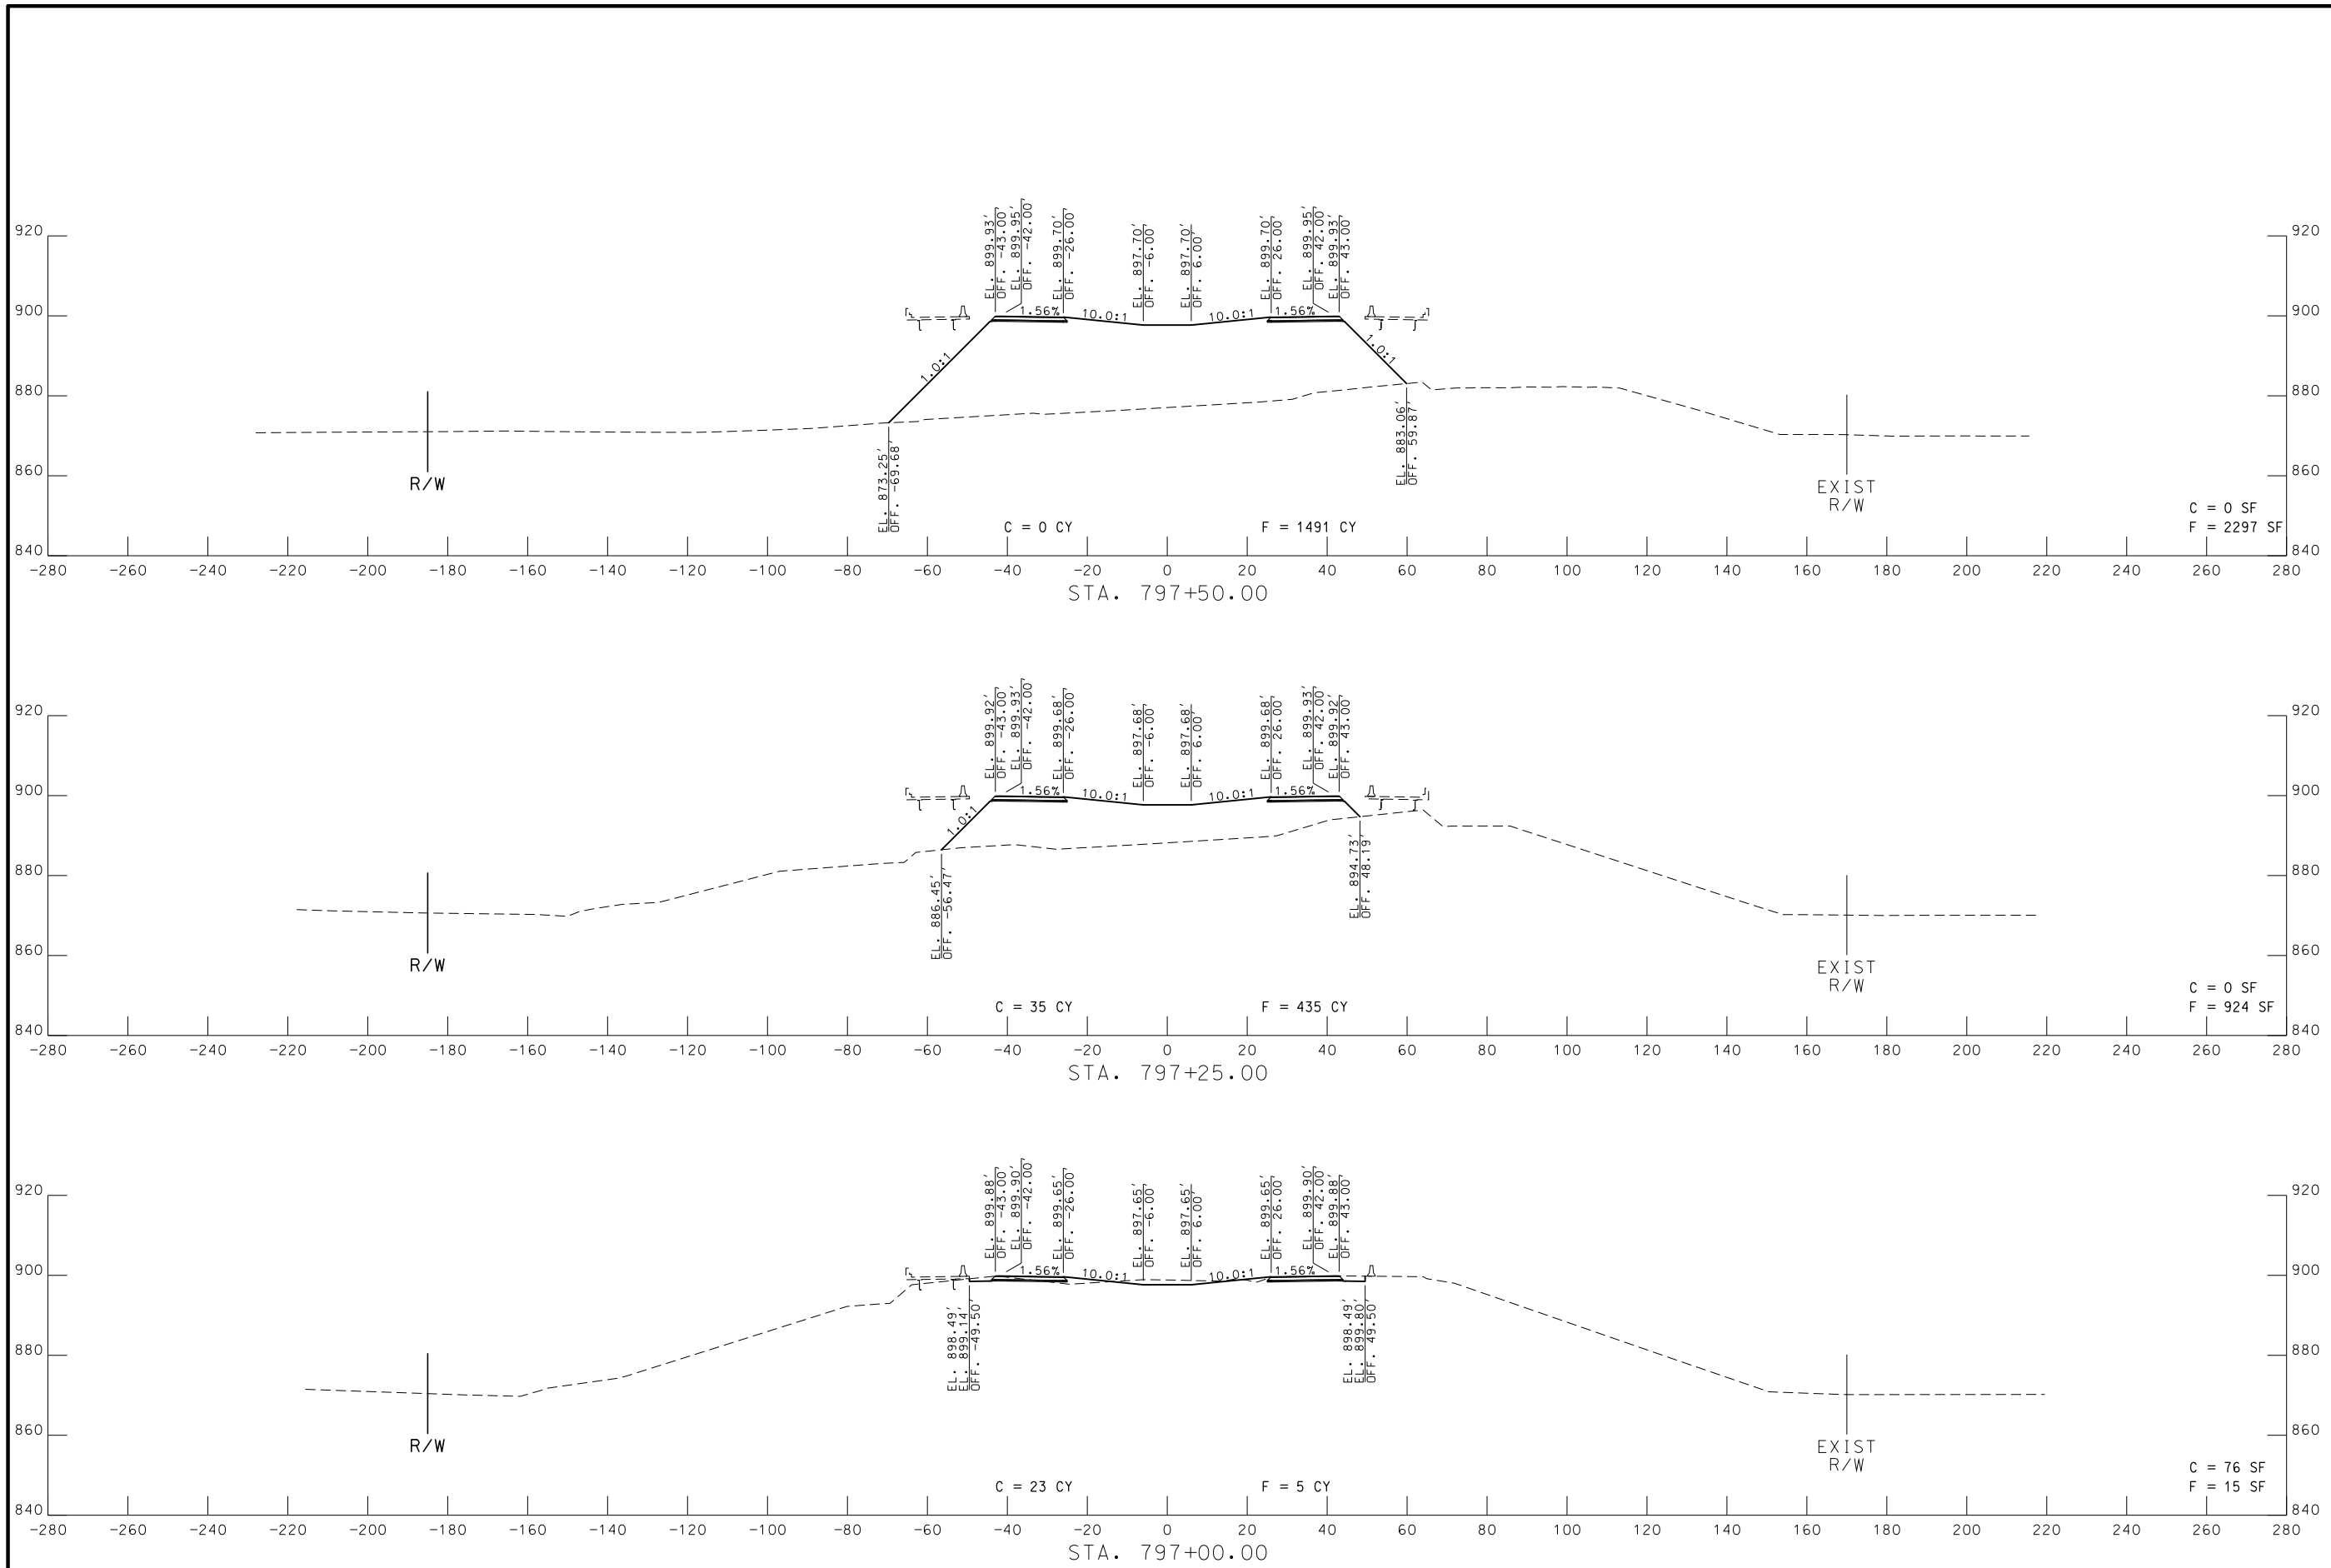 EL. 899.93'
OFF. -43.00'
EL. 899.95'
OFF. -42.00'
EL. 899.70'
OFF. -26.00'
EL. 897.70'
OFF. -6.00'
EL. 897.70'
OFF. 6.00'
EL. 899.70'
OFF. 26.00'
EL. 899.95'
OFF. 42.00'
EL. 899.93'
OFF. 43.00'
920 920
900 1.56% 10.0:1 10.0:1 1.56% 900
1.0:1 1.0:1
880 880
860 860
R/W
EXIST
R/W
EL. 873.25'
OFF. -69.68'
EL. 883.06'
OFF. 59.87'
C = 0 CY F = 1491 CY
C = 0 SF
F = 2297 SF
840 840
-280 -260 -240 -220 -200 -180 -160 -140 -120 -100 -80 -60 -40 -20 0 20 40 60 80 100 120 140 160 180 200 220 240 260 280
STA. 797+50.00
EL. 899.92'
OFF. -43.00'
EL. 899.93'
OFF. -42.00'
EL. 899.68'
OFF. -26.00'
EL. 897.68'
OFF. -6.00'
EL. 897.68'
OFF. 6.00'
EL. 899.68'
OFF. 26.00'
EL. 899.93'
OFF. 42.00'
EL. 899.92'
OFF. 43.00'
920 920
900 1.56% 10.0:1 10.0:1 1.56% 900
1.0:1
880 880
860 860
R/W
EXIST
R/W
EL. 886.45'
OFF. -56.47'
EL. 894.73'
OFF. 48.19'
C = 35 CY F = 435 CY
C = 0 SF
F = 924 SF
840 840
-280 -260 -240 -220 -200 -180 -160 -140 -120 -100 -80 -60 -40 -20 0 20 40 60 80 100 120 140 160 180 200 220 240 260 280
STA. 797+25.00
EL. 899.88'
OFF. -43.00'
EL. 899.90'
OFF. -42.00'
EL. 899.65'
OFF. -26.00'
EL. 897.65'
OFF. -6.00'
EL. 897.65'
OFF. 6.00'
EL. 899.65'
OFF. 26.00'
EL. 899.90'
OFF. 42.00'
EL. 899.88'
OFF. 43.00'
920 920
900 1.56% 10.0:1 10.0:1 1.56% 900
880 880
860 860
R/W
EXIST
R/W
EL. 898.49'
EL. 899.14'
OFF. -49.50'
EL. 898.49'
EL. 899.80'
OFF. 49.50'
C = 23 CY F = 5 CY
C = 76 SF
F = 15 SF
840 840
-280 -260 -240 -220 -200 -180 -160 -140 -120 -100 -80 -60 -40 -20 0 20 40 60 80 100 120 140 160 180 200 220 240 260 280
STA. 797+00.00